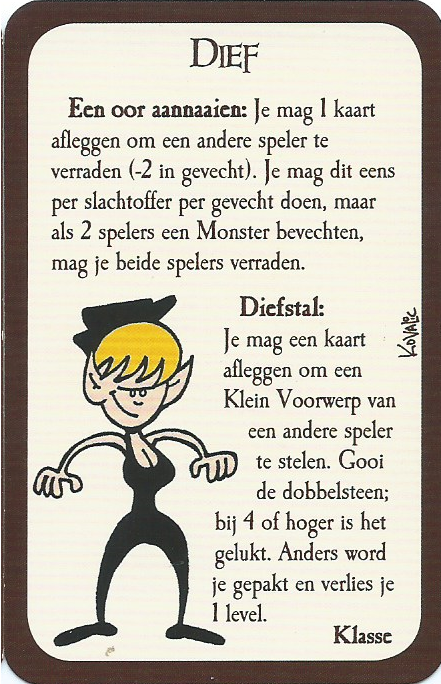 DIEF
Een oor aannaaien: Je mag 1 kaart
afleggen om een andere speler te
verraden (-2 in gevecht). Je mag dit eens
per slachtoffer per gevecht doen, maar
als 2 spelers een Monster bevechten,
mag je beide spelers verraden.
Diefstal:
Je mag een kaart
afleggen om een
Klein Voorwerp van
een andere speler
te stelen. Gooi
de dobbelsteen;
bij 4 of hoger is het
gelukt. Anders word
je gepakt en verlies je
1 level.
KOVALIC
Klasse